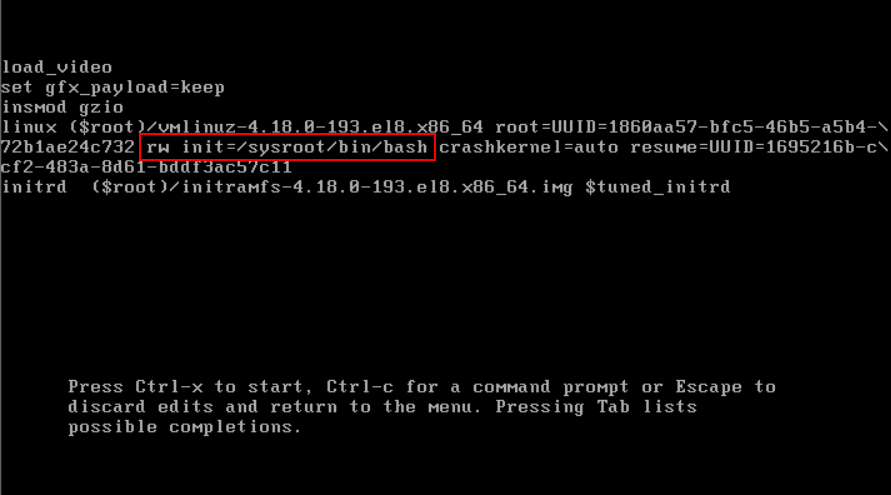 load_video
set gfx_payload=keep
insmod gzio
linux ($root)/vmlinuz-4.18.0-193.el8.x86_64 root=UUID=1860aa57-bfc5-46b5-a5b4-\
72b1ae24c732 rw init=/sysroot/bin/bash crashkernel=auto resume=UUID=1695216b-c\
cf2-483a-8d61-bddf3ac57c11
initrd  ($root)/initramfs-4.18.0-193.el8.x86_64.img $tuned_initrd
Press Ctrl-x to start, Ctrl-c for a command prompt or Escape to
discard edits and return to the menu. Pressing Tab lists
possible completions.